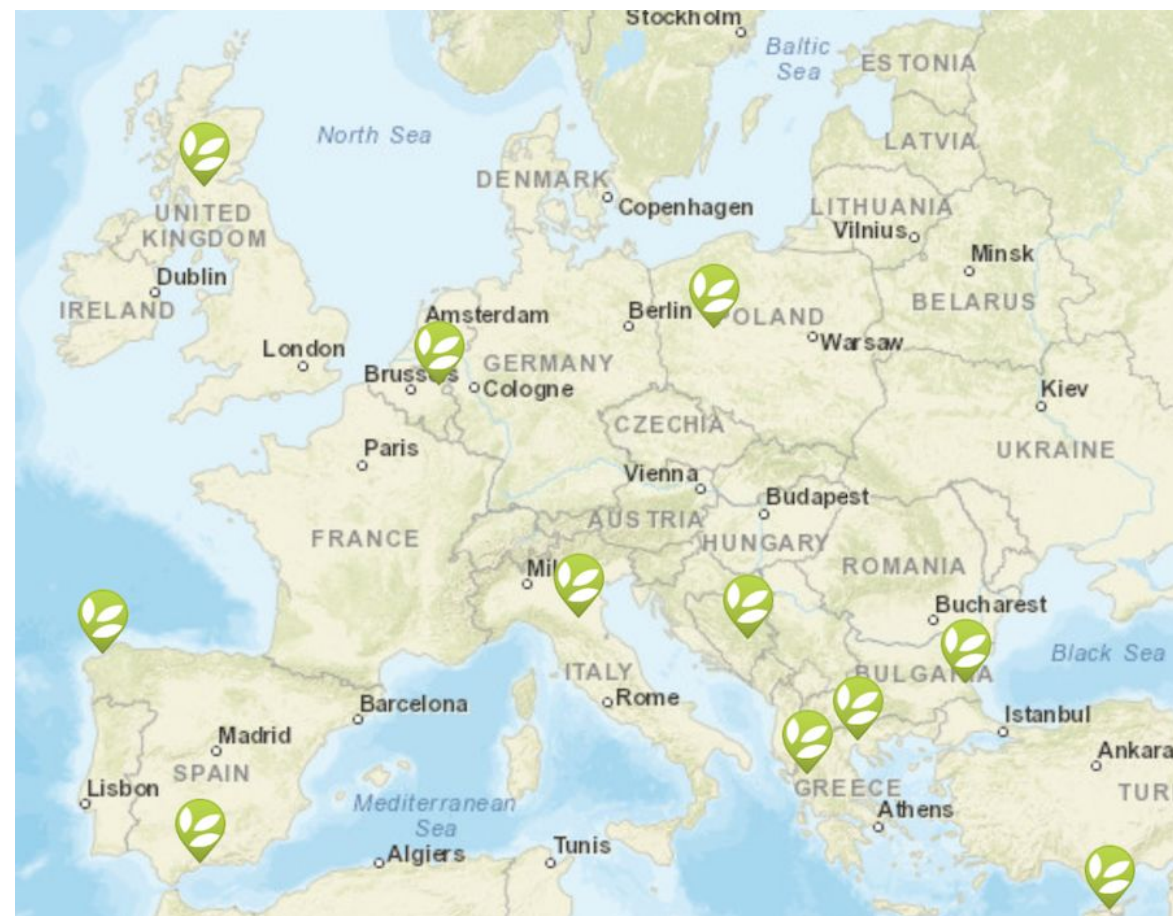 Stockholm
Baltic
Sea
ESTONIA
North Sea
LATVIA
DENMARK
Copenhagen
LITHUANIA
Vilnius
UNITED
KINGDOM
Minsk
Dublin
IRELAND
BELARUS
Amsterdam
Berlin
OLAND
Warsaw
London
GERMANY
Cologne
Kiev
CZECHIA
UKRAINE
Paris
Vienna
Budapest
AUSTRIA
FRANCE
HUNGARY
ROMANIA
Mil
Bucharest
Black Sea
ITALY
Rome
Barcelona
Istanbul
Madrid
SPAIN
Ankara
Lisbon
GREECE
TUR
Mediterranean
Sea
Athens
Algiers
Tunis